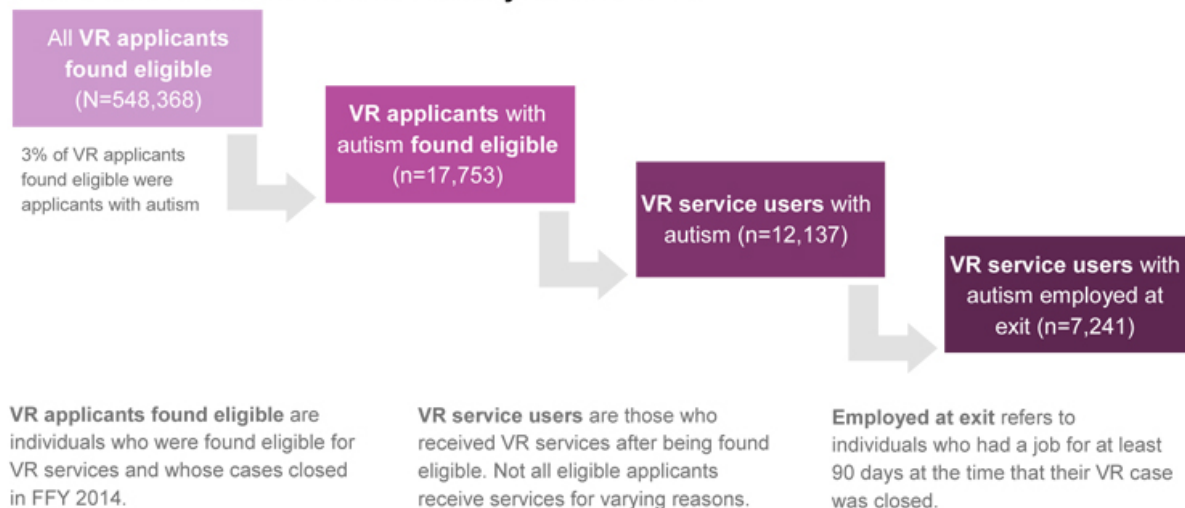 All VR applicants
found eligible
(N=548,368)
3% of VR applicants
found eligible were
applicants with autism
VR applicants with
autism found eligible
(n=17,753)
VR service users with
autism (n=12,137)
VR service users with
autism employed at
exit (n=7,241)
VR applicants found eligible are
individuals who were found eligible for
VR services and whose cases closed
in FFY 2014.
VR service users are those who
received VR services after being found
eligible. Not all eligible applicants
receive services for varying reasons.
Employed at exit refers to
individuals who had a job for at least
90 days at the time that their VR case
was closed.